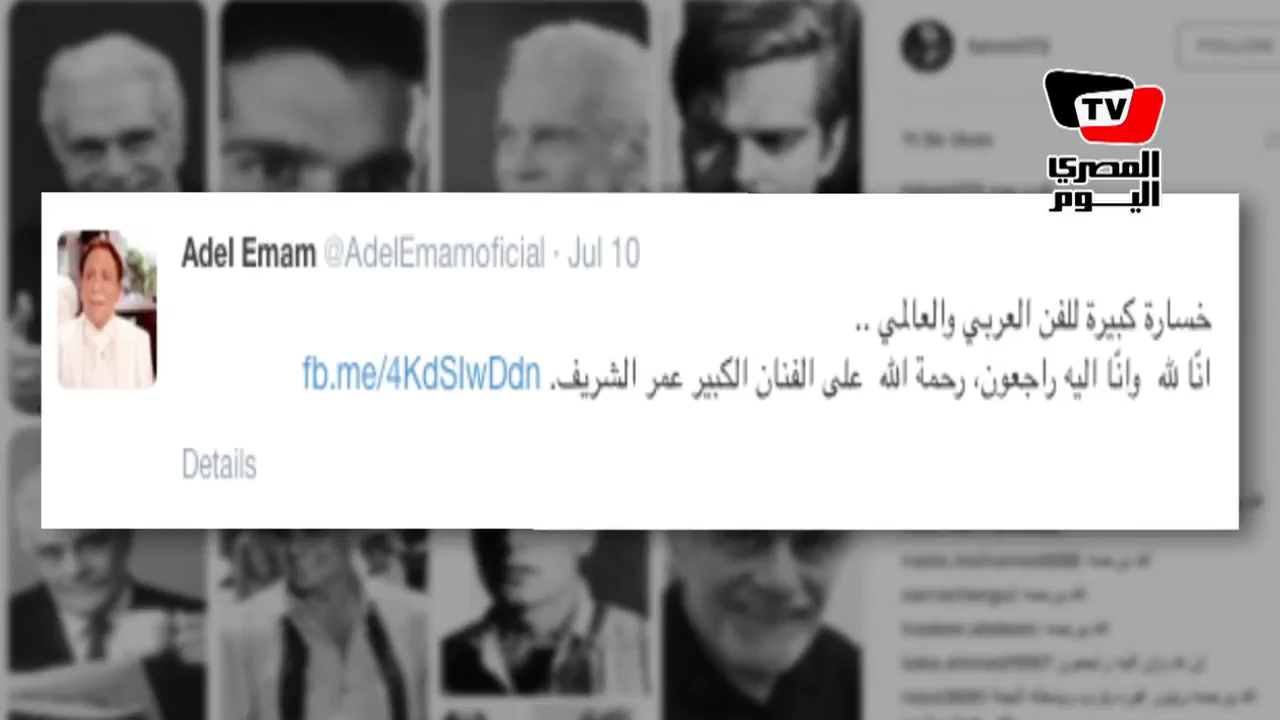 TV
المصري
اليوم
Adel Emam @AdelEmamoficial · Jul 10
خسارة كبيرة للفن العربي والعالمي ..
انّا لله وانّا اليه راجعون، رحمة الله على الفنان الكبير عمر الشريف. fb.me/4KdSlwDdn
Details